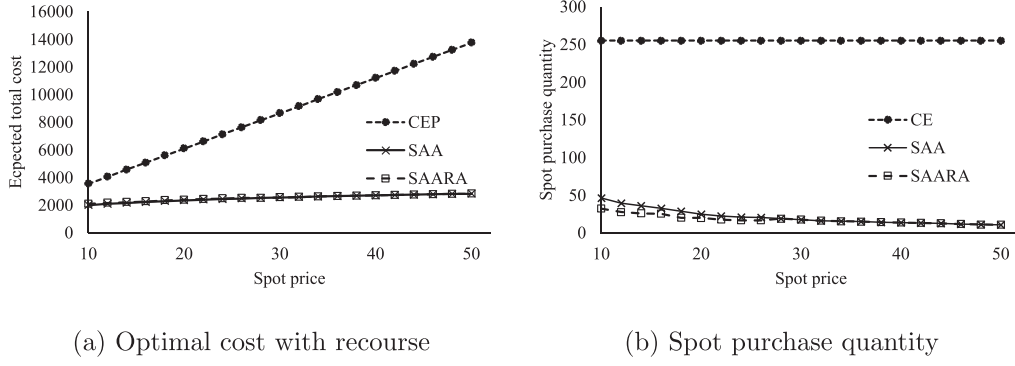 16000
14000
12000
10000
8000
6000
4000
2000
0
Ecpected total cost
10 20 30 40 50
Spot price
CEP
SAA
SAARA
(a) Optimal cost with recourse
300
250
200
150
100
50
0
Spot purchase quantity
10 20 30 40 50
Spot price
CE
SAA
SAARA
(b) Spot purchase quantity